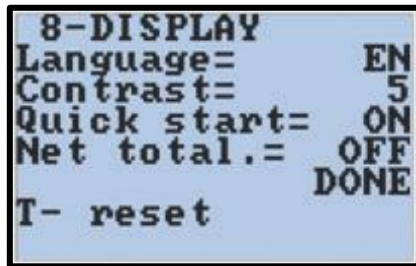 8-DISPLAY
Language= EN
Contrast= 5
Quick start= ON
Net total.= OFF
DONE
T- reset